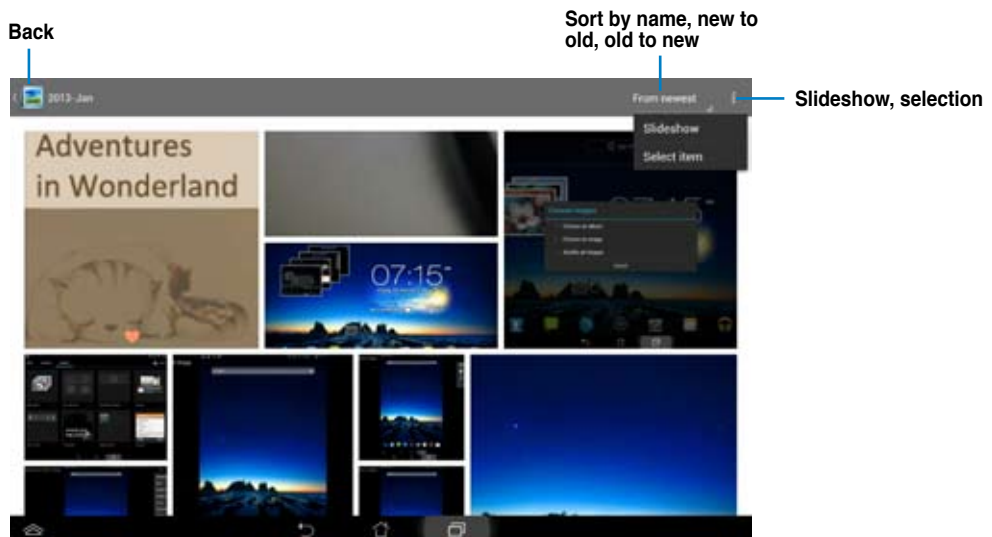 Back
Sort by name, new to
old, old to new
2013-Jan
From newest
Slideshow, selection
Slideshow
Select item
Adventures
in Wonderland
07:15